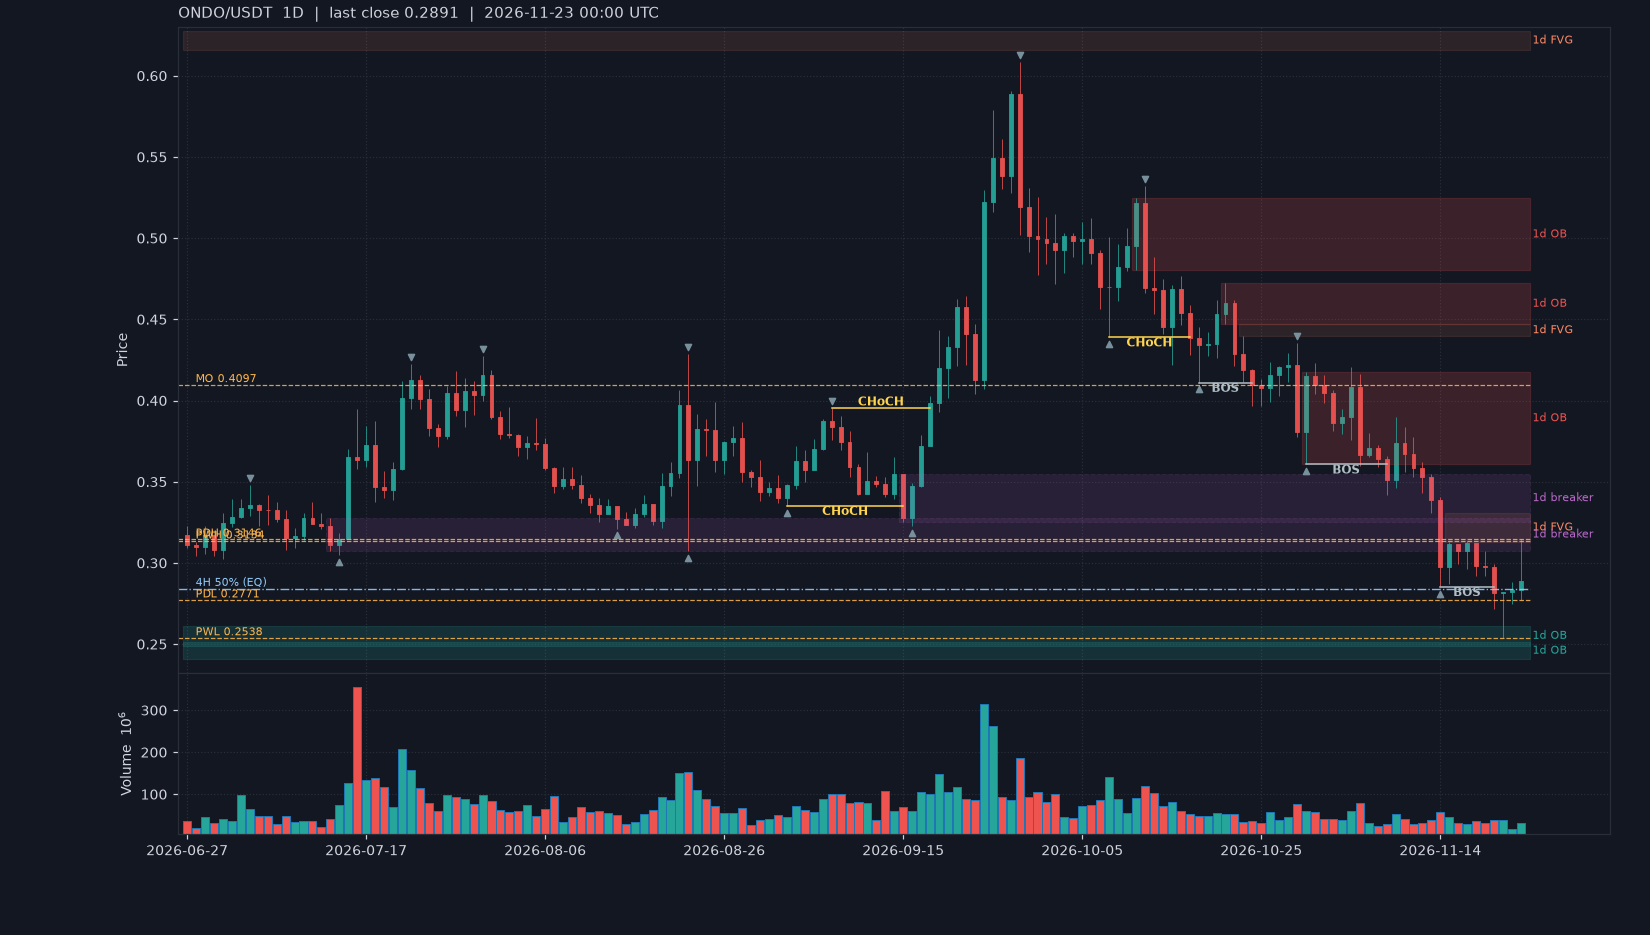 ONDO/USDT 1D | last close 0.2891 | 2026-11-23 00:00 UTC
1d FVG
0.60
0.55
0.50
0.45
0.40
0.35
0.30
0.25
Price
1d OB
1d OB
1d FVG
CHoCH
BOS
MO 0.4097
CHoCH
1d OB
BOS
1d breaker
CHoCH
1d FVG
1d breaker
4H 50% (EQ)
PDL 0.2771
BOS
PWL 0.2538
1d OB
1d OB
300
200
100
Volume 10⁶
2026-06-27
2026-07-17
2026-08-06
2026-08-26
2026-09-15
2026-10-05
2026-10-25
2026-11-14